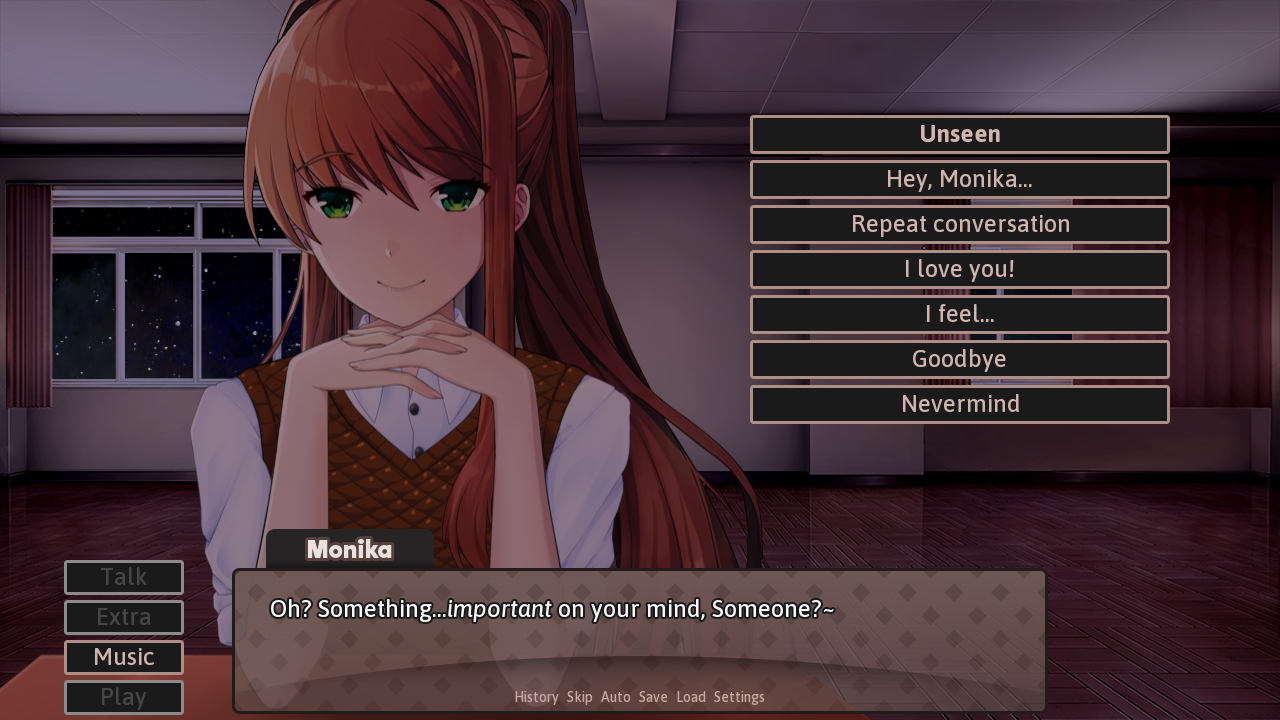 Unseen
Hey, Monika...
Repeat conversation
I love you!
I feel...
Goodbye
Nevermind
Monika
Oh? Something...important on your mind, Someone?~
Talk
Extra
Music
Play
History Skip Auto Save Load Settings